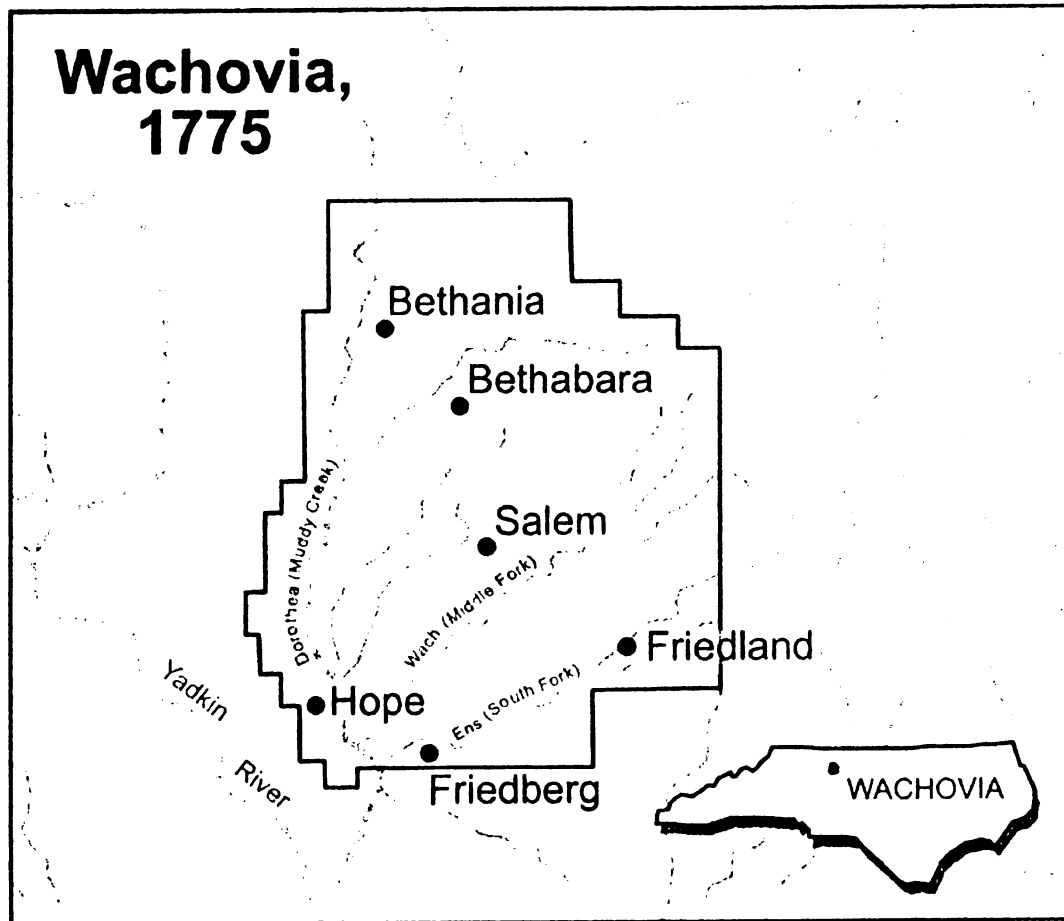 Wachovia,
1775
Bethania
Bethabara
Dorothea (Muddy Creek)
Salem
Wach (Middle Fork)
Friedland
Yadkin
River
Hope
Ens (South Fork)
Friedberg
WACHOVIA